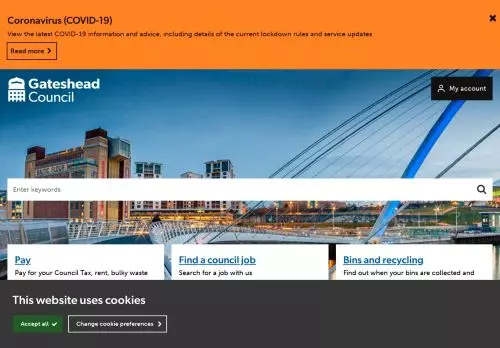 Coronavirus (COVID-19)
View the latest COVID-19 information and advice, including details of the current lockdown rules and service updates
Read more
Gateshead
Council
My account
Enter keywords
Pay
Pay for your Council Tax, rent, bulky waste
Find a council job
Search for a job with us
Bins and recycling
Find out when your bins are collected and
This website uses cookies
Accept all
Change cookie preferences